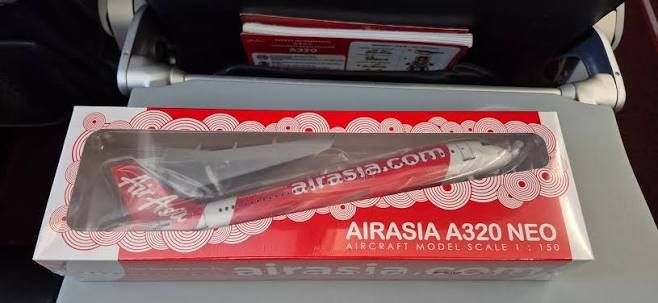 A320
airasia.com
AirAsia
AIRASIA A320 NEO
AIRCRAFT MODEL SCALE 1 : 150
airasia.com